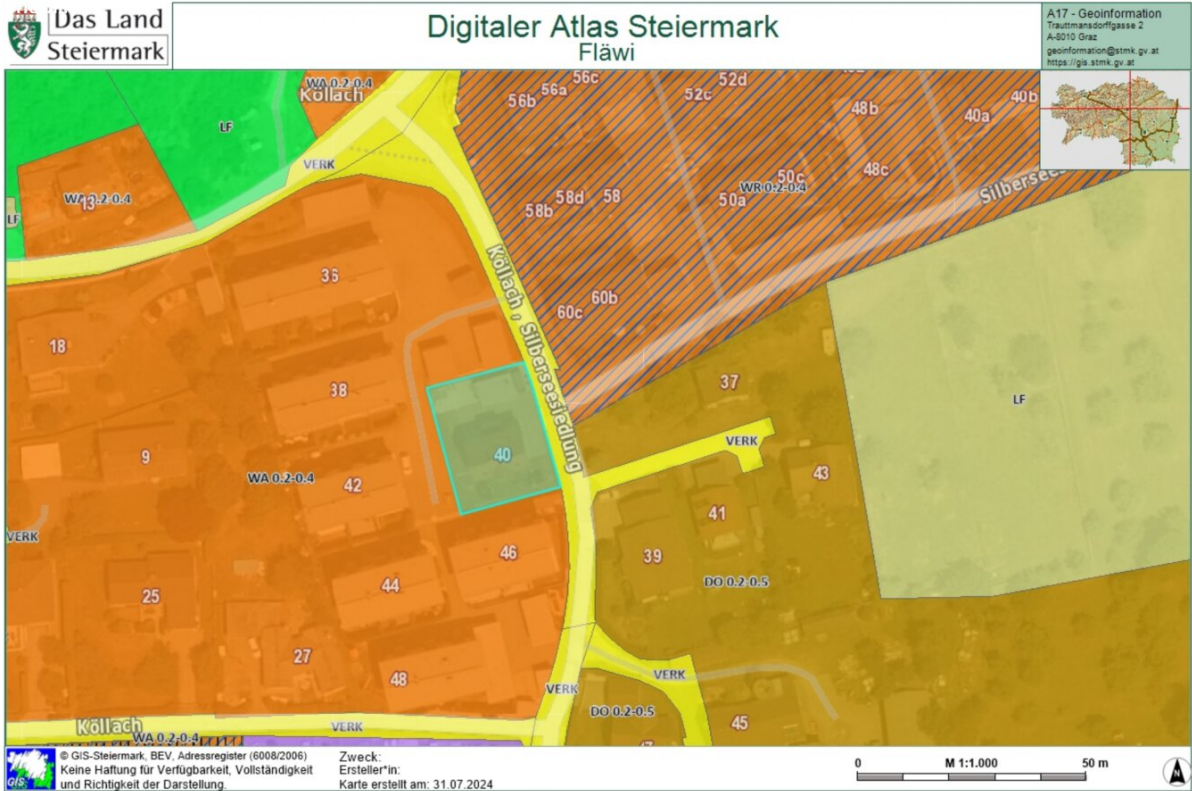 Das Land
Steiermark
Digitaler Atlas Steiermark
Fläwi
A17 - Geoinformation
Trauttmansdorffgasse 2
A-8010 Graz
geoinformation@stmk.gv.at
https://gis.stmk.gv.at
WA 0.2-0.4
Köllach
56c
56a
56b
52d
52c
48b
40b
40a
LF
VERK
48c
50c
WR 0.2-0.4
50a
WA 0.2-0.4
13
LF
58d
58
58b
Köllach , Silberseesiedlung
36
60b
60c
18
38
37
LF
40
VERK
9
WA 0.2-0.4
42
43
41
VERK
46
39
44
DO 0.2-0.5
25
27
48
VERK
VERK
DO 0.2-0.5
45
Köllach
VERK
WA 0.2-0.4
GIS
© GIS-Steiermark, BEV, Adressregister (6008/2006)
Keine Haftung für Verfügbarkeit, Vollständigkeit
und Richtigkeit der Darstellung.
Zweck:
Ersteller*in:
Karte erstellt am: 31.07.2024
0
M 1:1.000
50 m
N